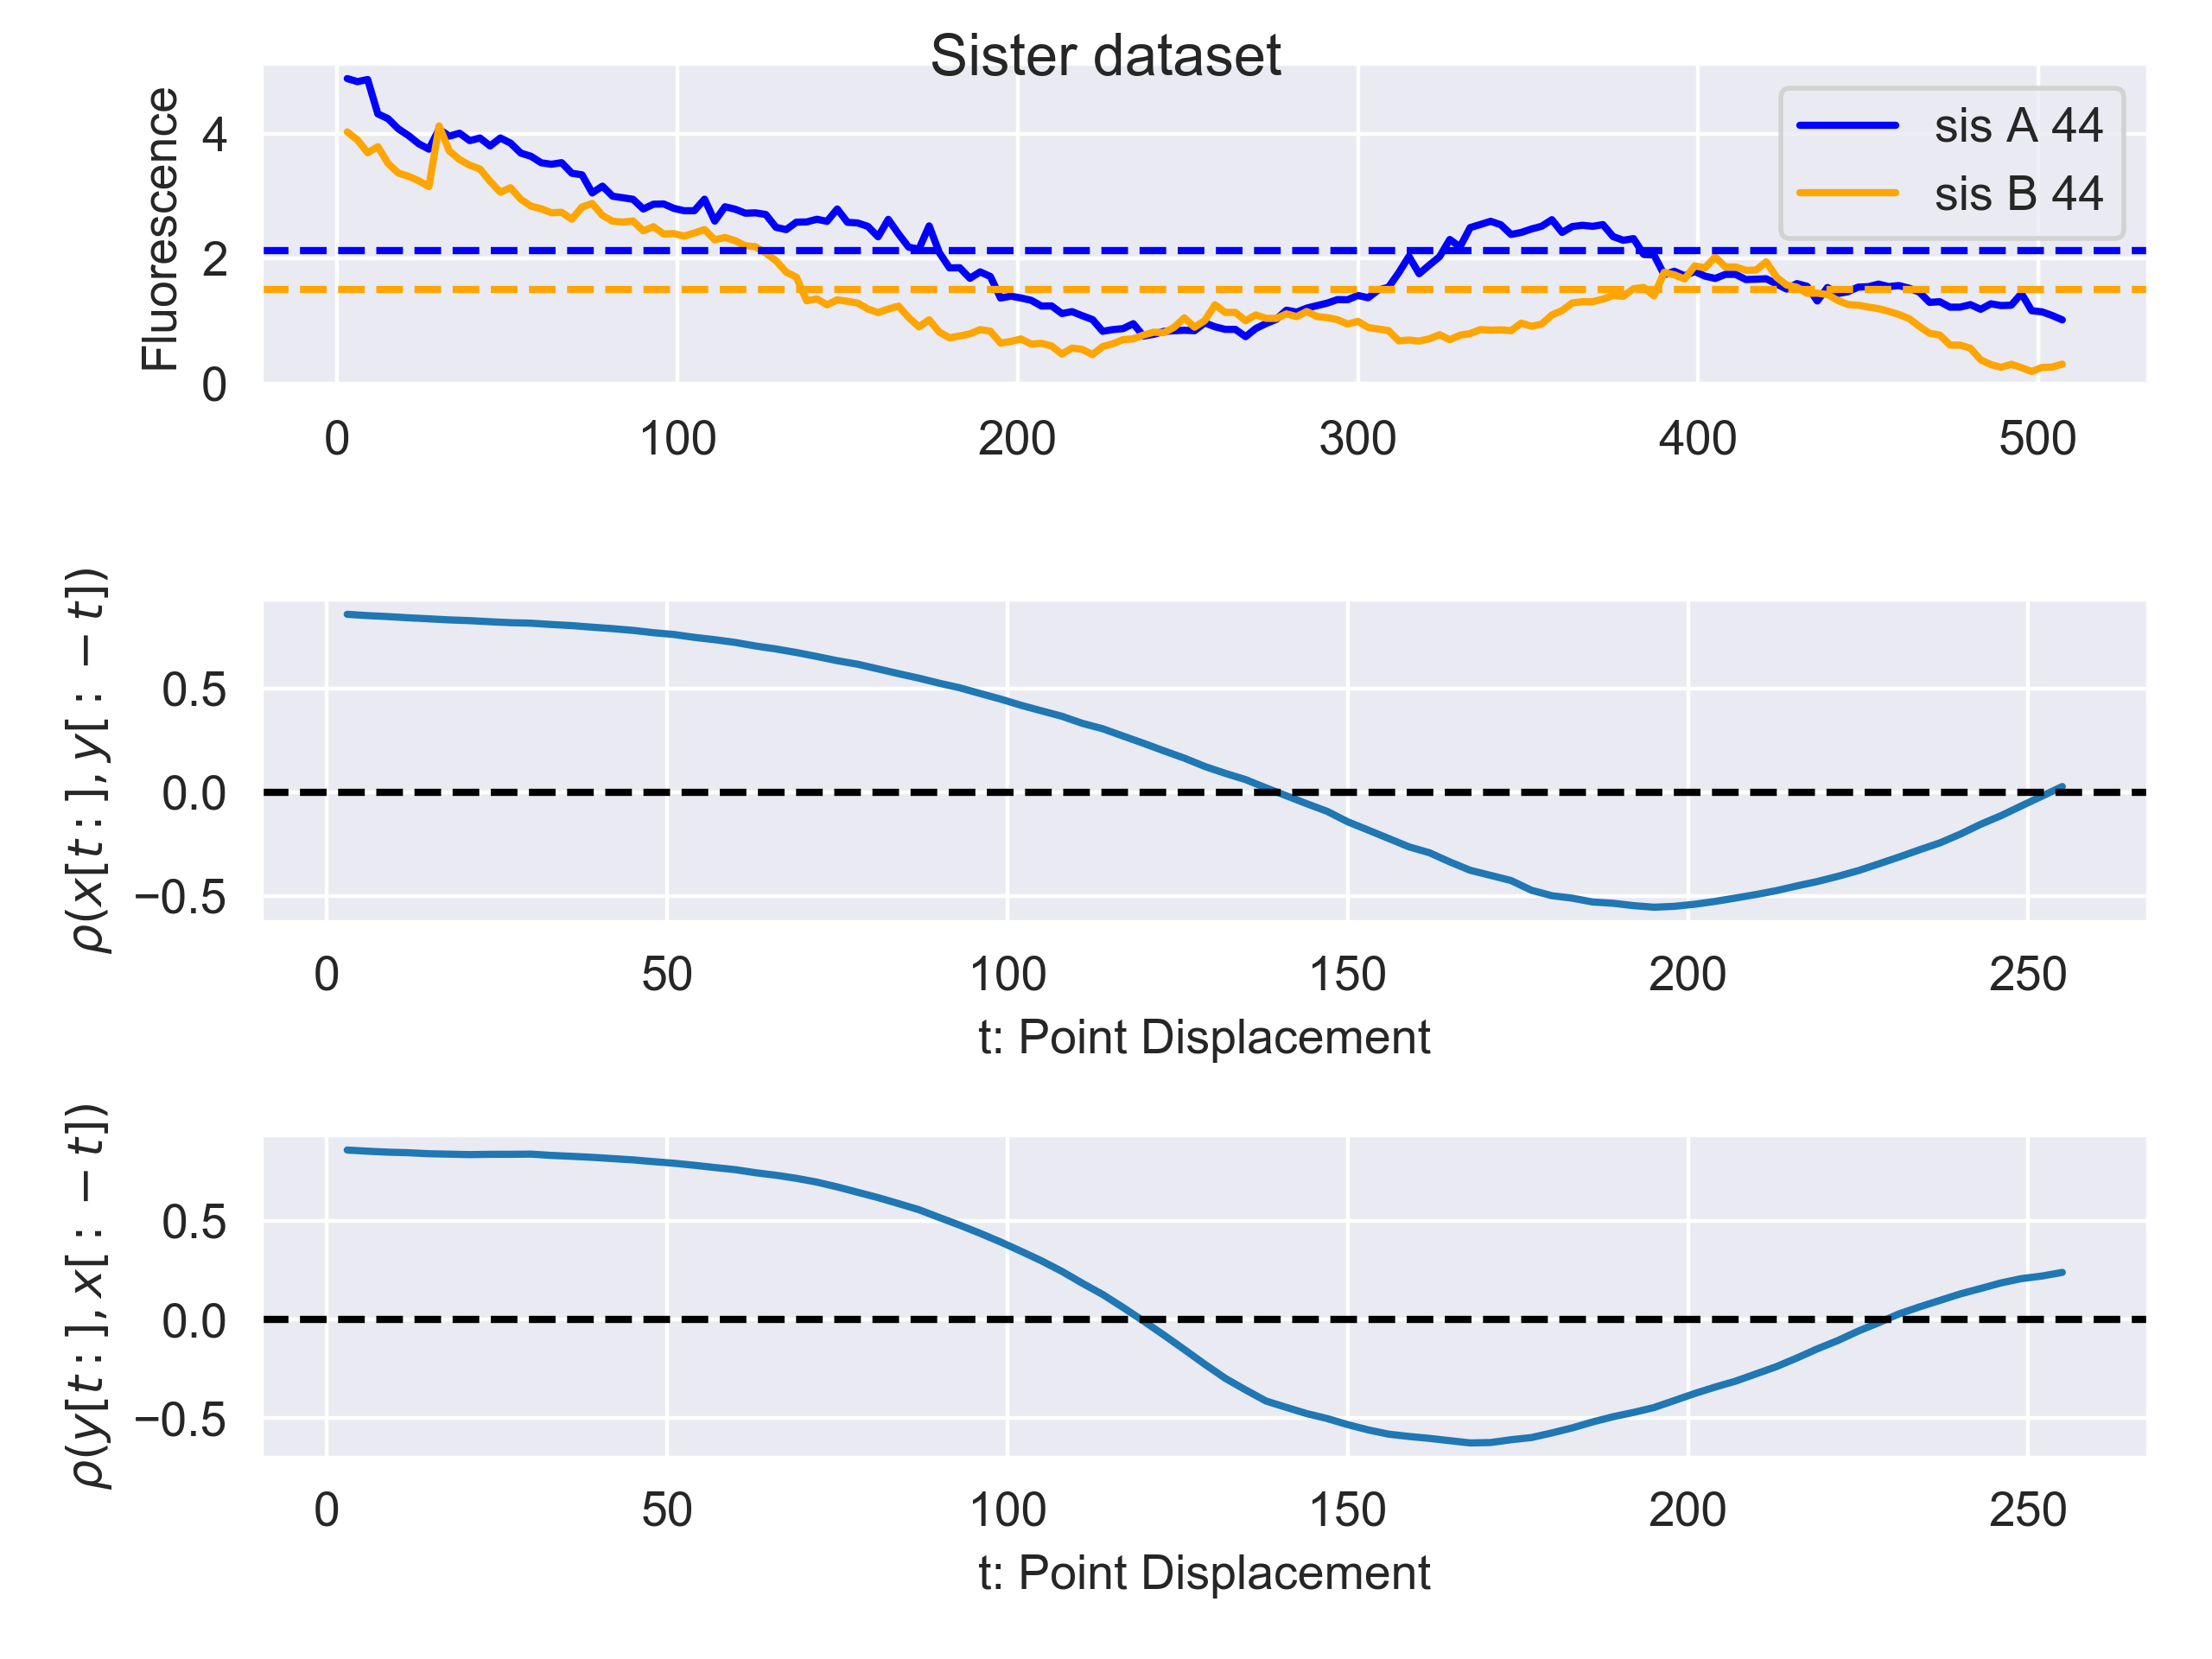 Sister dataset
Fluorescence
4
2
0
sis A 44
sis B 44
0 100 200 300 400 500
ρ(x[t:], y[: −t])
0.5
0.0
−0.5
0 50 100 150 200 250
t: Point Displacement
ρ(y[t:], x[: −t])
0.5
0.0
−0.5
0 50 100 150 200 250
t: Point Displacement